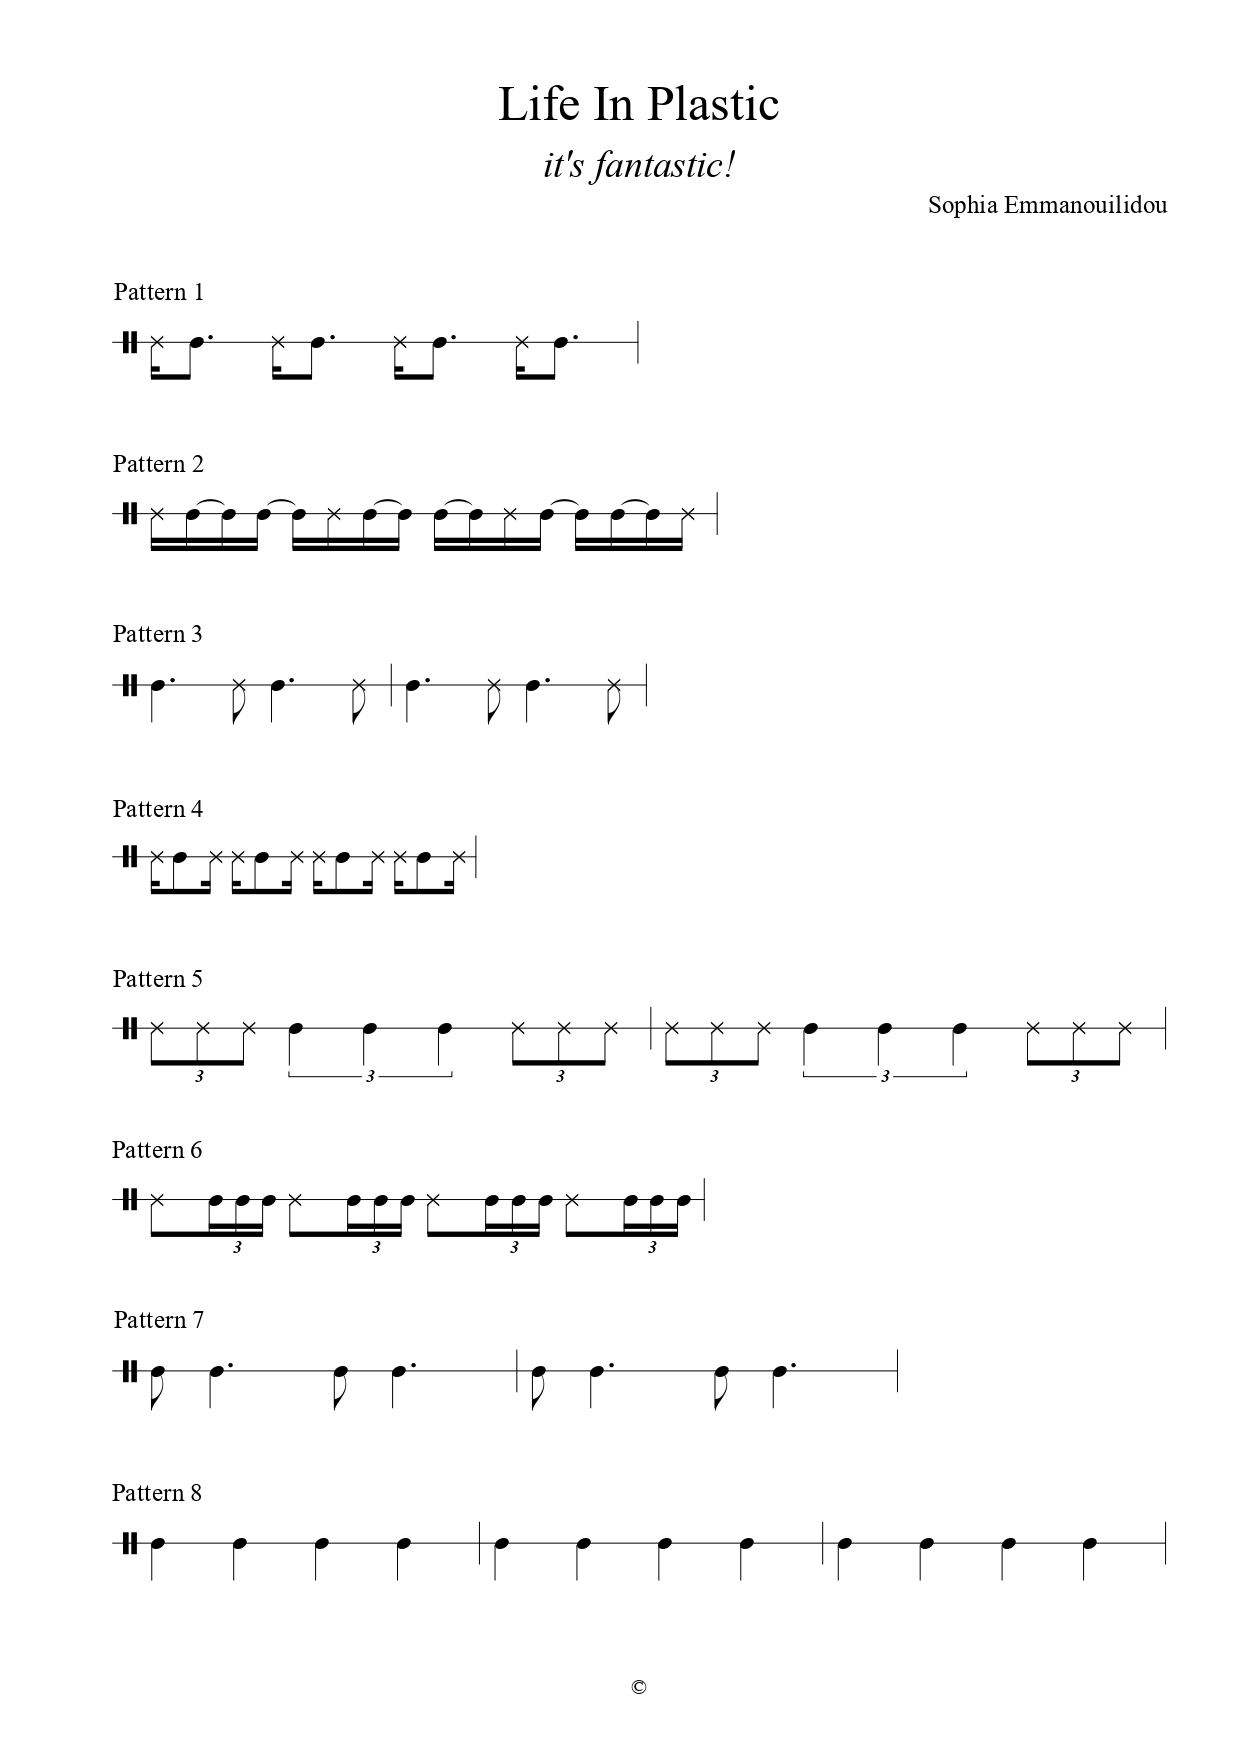 Life In Plastic
it's fantastic!
Sophia Emmanouilidou
Pattern 1
Pattern 2
Pattern 3
Pattern 4
Pattern 5
3 3 3 3 3 3
Pattern 6
3 3 3 3
Pattern 7
Pattern 8
©